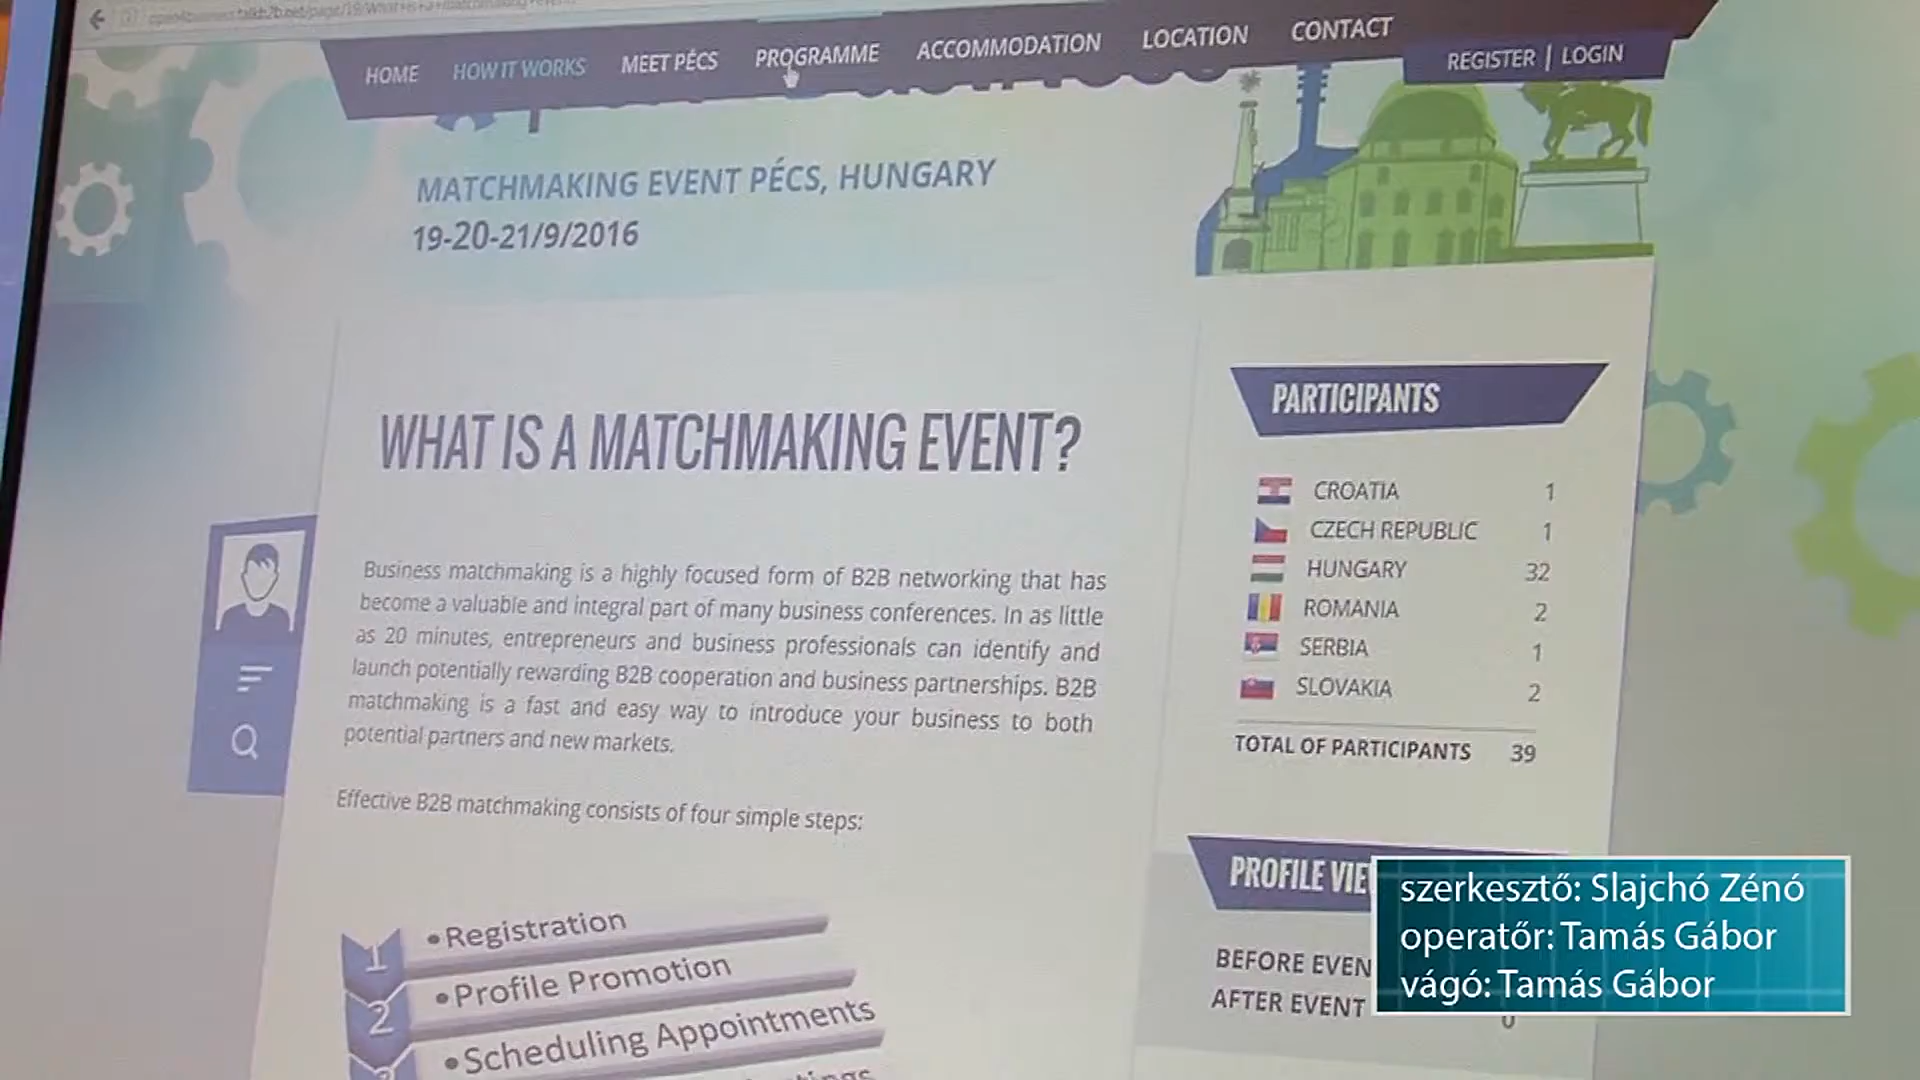 HOME HOW IT WORKS MEET PÉCS PROGRAMME ACCOMMODATION LOCATION CONTACT
REGISTER | LOGIN
MATCHMAKING EVENT PÉCS, HUNGARY
19-20-21/9/2016
WHAT IS A MATCHMAKING EVENT?
Business matchmaking is a highly focused form of B2B networking that has
become a valuable and integral part of many business conferences. In as little
as 20 minutes, entrepreneurs and business professionals can identify and
launch potentially rewarding B2B cooperation and business partnerships. B2B
matchmaking is a fast and easy way to introduce your business to both
potential partners and new markets.
Effective B2B matchmaking consists of four simple steps:
1 •Registration
2 •Profile Promotion
3 •Scheduling Appointments
PARTICIPANTS
CROATIA 1
CZECH REPUBLIC 1
HUNGARY 32
ROMANIA 2
SERBIA 1
SLOVAKIA 2
TOTAL OF PARTICIPANTS 39
PROFILE VIE
BEFORE EVEN
AFTER EVENT
0
szerkesztő: Slajchó Zénó
operatőr: Tamás Gábor
vágó: Tamás Gábor